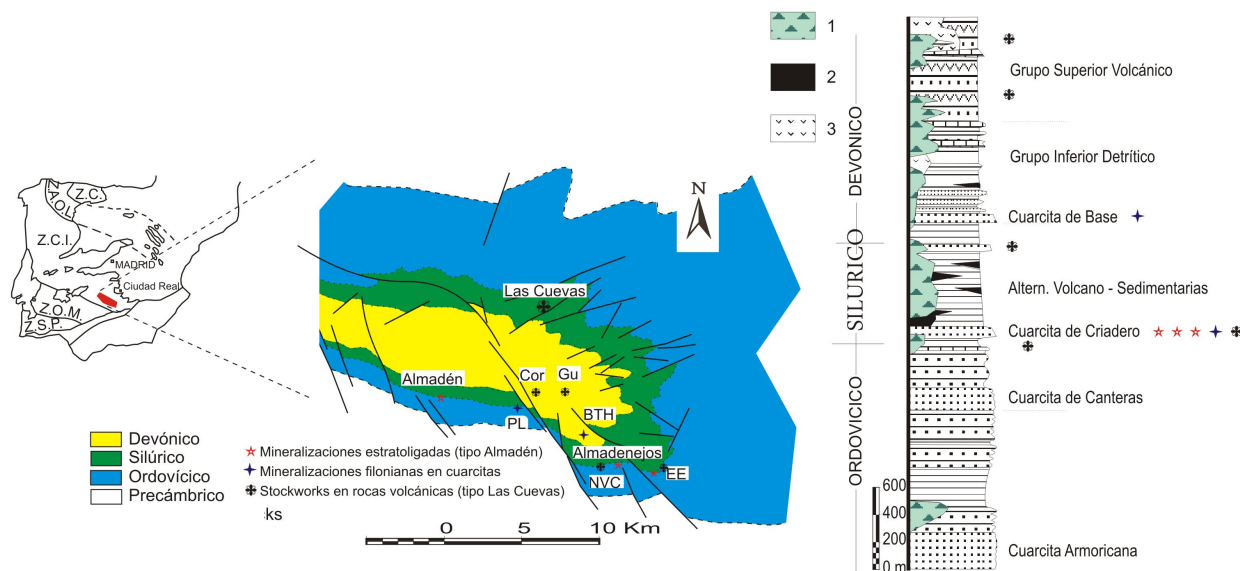 Z.C.
Z.A.O.L.
Z.C.I.
MADRID
Ciudad Real
Z.O.M.
Z.S.P.
N
Las Cuevas
Almadén
Cor
Gu
PL
BTH
Almadenejos
NVC
EE
Devónico
Silúrico
Ordovícico
Precámbrico
Mineralizaciones estratoligadas (tipo Almadén)
Mineralizaciones filonianas en cuarcitas
Stockworks en rocas volcánicas (tipo Las Cuevas)
ks
0 5 10 Km
1
2
3
DEVONICO
SILURICO
ORDOVICICO
Grupo Superior Volcánico
Grupo Inferior Detrítico
Cuarcita de Base
Altern. Volcano - Sedimentarias
Cuarcita de Criadero
Cuarcita de Canteras
Cuarcita Armoricana
600
400
200
0 m